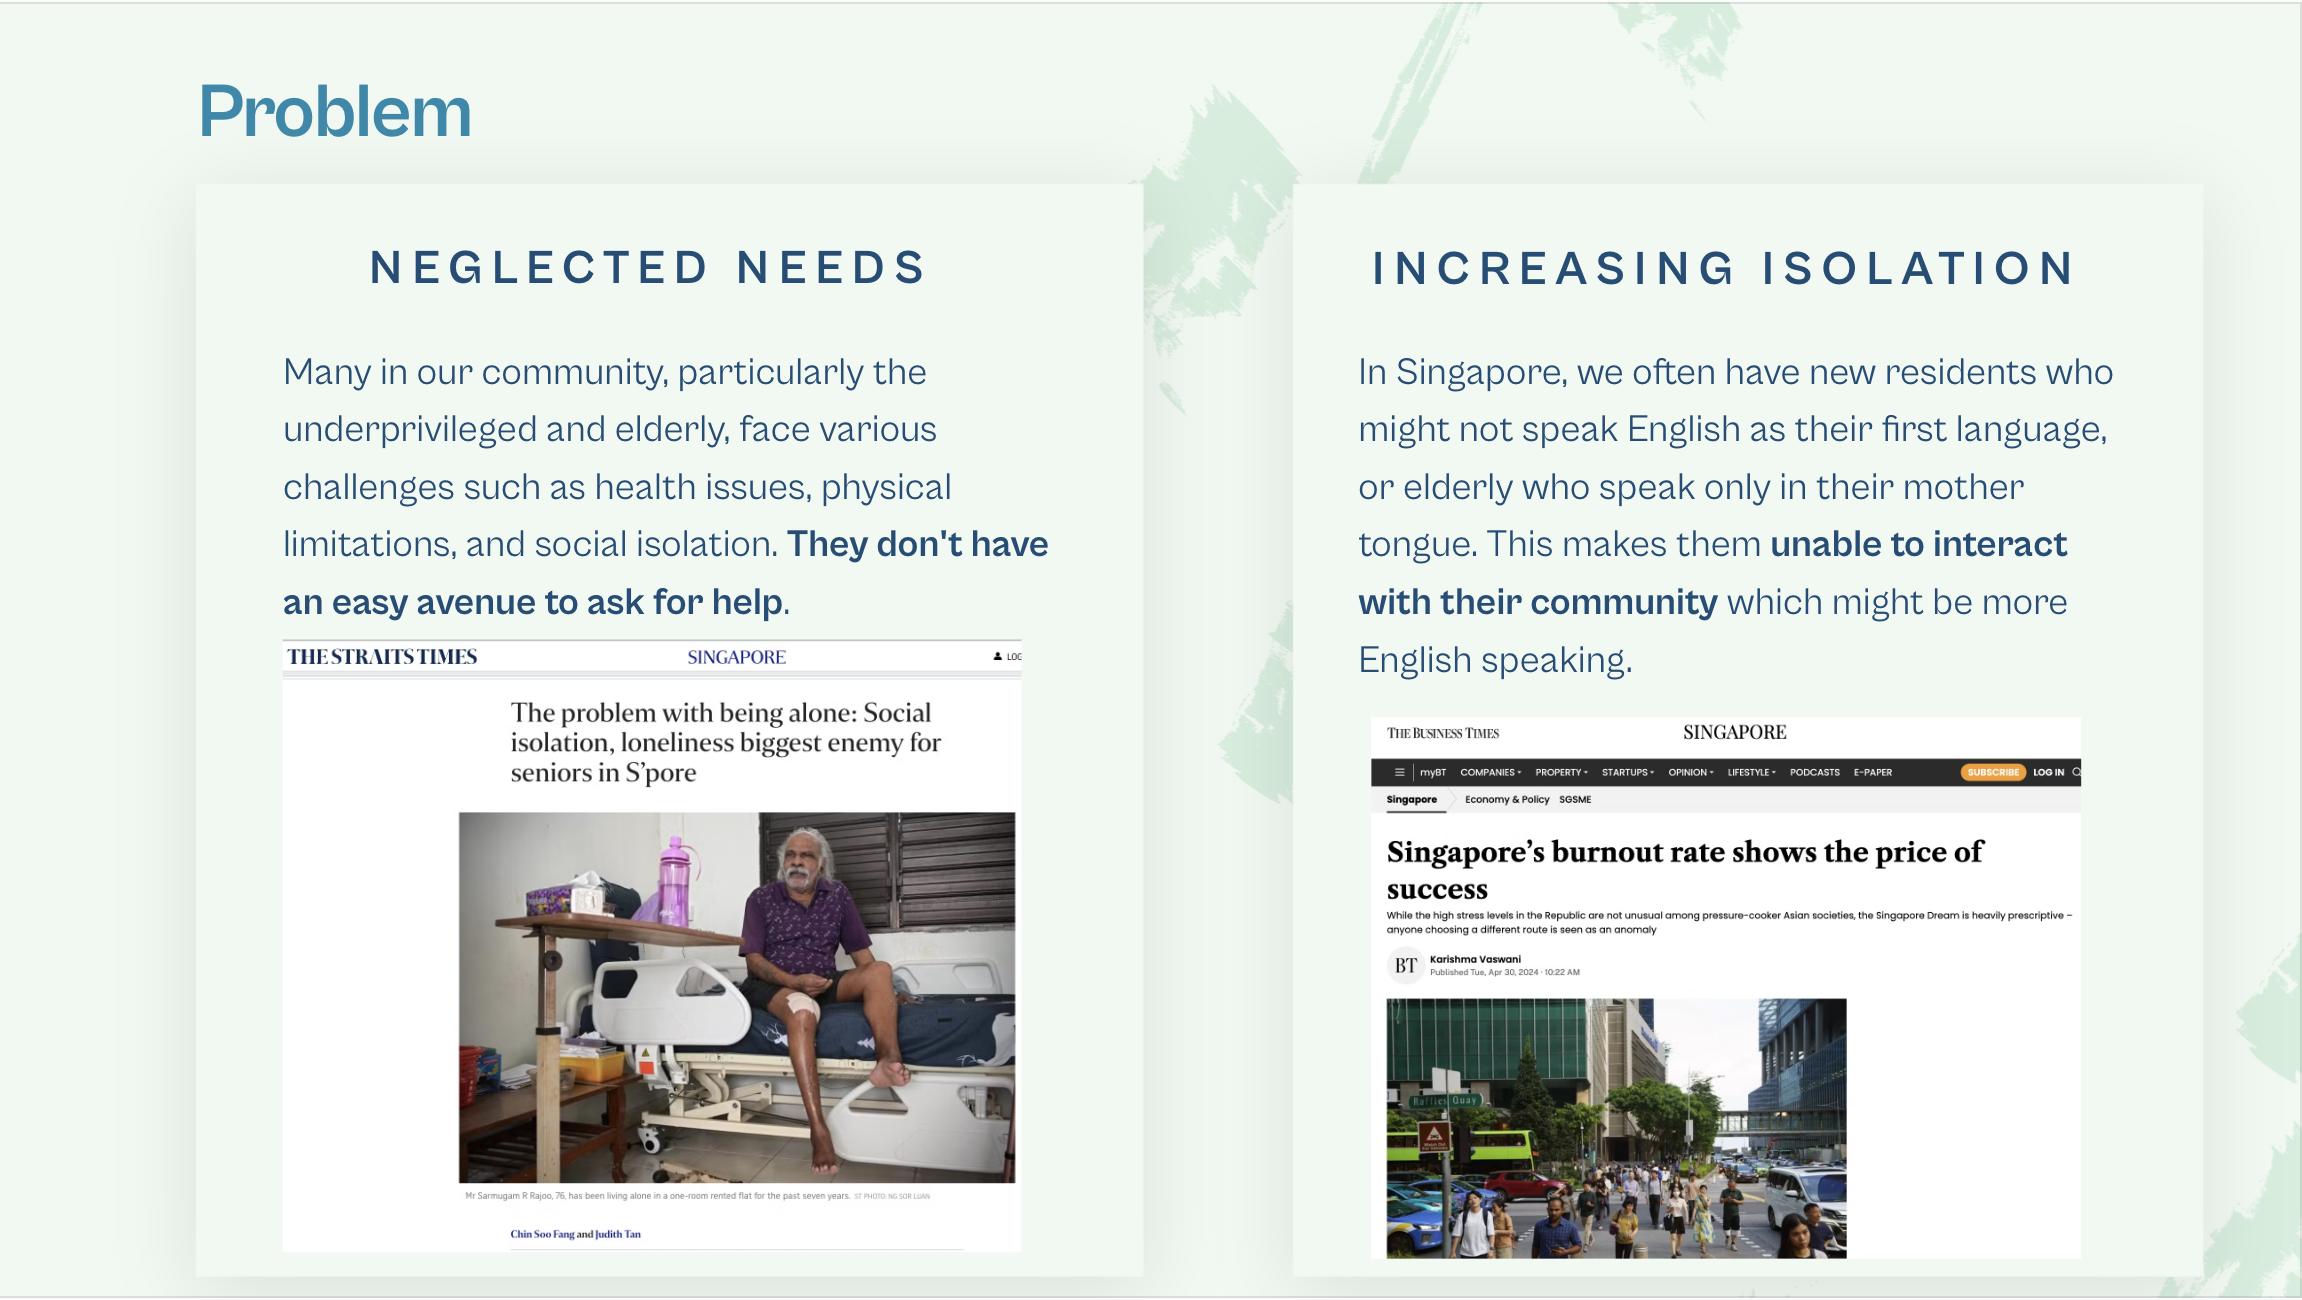 Problem
NEGLECTED NEEDS
Many in our community, particularly the
underprivileged and elderly, face various
challenges such as health issues, physical
limitations, and social isolation. They don't have
an easy avenue to ask for help.
THE STRAITS TIMES
SINGAPORE
LOG
The problem with being alone: Social
isolation, loneliness biggest enemy for
seniors in S'pore
Mr Sarmugam R Rajoo, 76, has been living alone in a one-room rented flat for the past seven years. ST PHOTO: NG SOR LUAN
Chin Soo Fang and Judith Tan
INCREASING ISOLATION
In Singapore, we often have new residents who
might not speak English as their first language,
or elderly who speak only in their mother
tongue. This makes them unable to interact
with their community which might be more
English speaking.
THE BUSINESS TIMES
SINGAPORE
myBT COMPANIES PROPERTY STARTUPS OPINION LIFESTYLE PODCASTS E-PAPER SUBSCRIBE LOG IN
Singapore Economy & Policy SGSME
Singapore's burnout rate shows the price of
success
While the high stress levels in the Republic are not unusual among pressure-cooker Asian societies, the Singapore Dream is heavily prescriptive –
anyone choosing a different route is seen as an anomaly
BT
Karishma Vaswani
Published Tue, Apr 30, 2024 · 10:22 AM
Raffles Quay